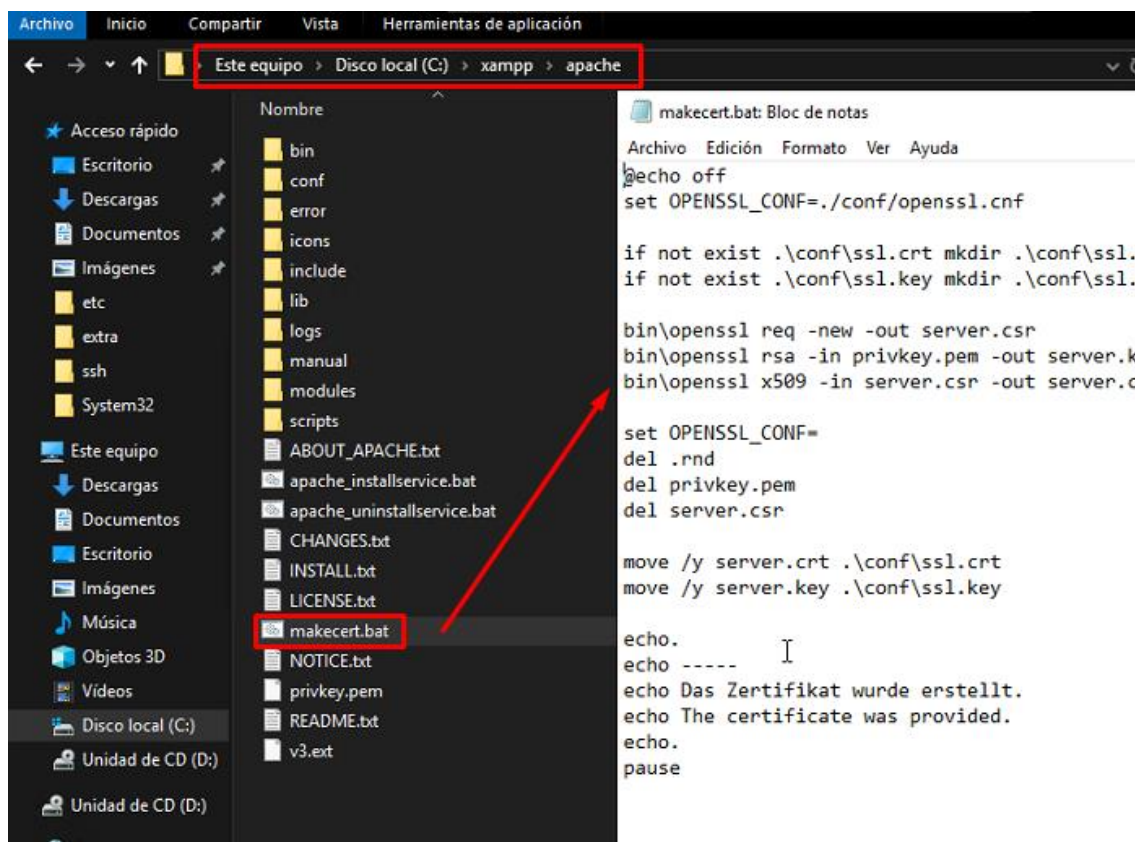 Archivo Inicio Compartir Vista Herramientas de aplicación
Este equipo > Disco local (C:) > xampp > apache
Acceso rápido
Escritorio
Descargas
Documentos
Imágenes
etc
extra
ssh
System32
Este equipo
Descargas
Documentos
Escritorio
Imágenes
Música
Objetos 3D
Vídeos
Disco local (C:)
Unidad de CD (D:)
Unidad de CD (D:)
Nombre
bin
conf
error
icons
include
lib
logs
manual
modules
scripts
ABOUT_APACHE.txt
apache_installservice.bat
apache_uninstallservice.bat
CHANGES.txt
INSTALL.txt
LICENSE.txt
makecert.bat
NOTICE.txt
privkey.pem
README.txt
v3.ext
makecert.bat: Bloc de notas
Archivo Edición Formato Ver Ayuda
@echo off
set OPENSSL_CONF=./conf/openssl.cnf
if not exist .\conf\ssl.crt mkdir .\conf\ssl.
if not exist .\conf\ssl.key mkdir .\conf\ssl.
bin\openssl req -new -out server.csr
bin\openssl rsa -in privkey.pem -out server.k
bin\openssl x509 -in server.csr -out server.c
set OPENSSL_CONF=
del .rnd
del privkey.pem
del server.csr
move /y server.crt .\conf\ssl.crt
move /y server.key .\conf\ssl.key
echo.
echo -----
echo Das Zertifikat wurde erstellt.
echo The certificate was provided.
echo.
pause